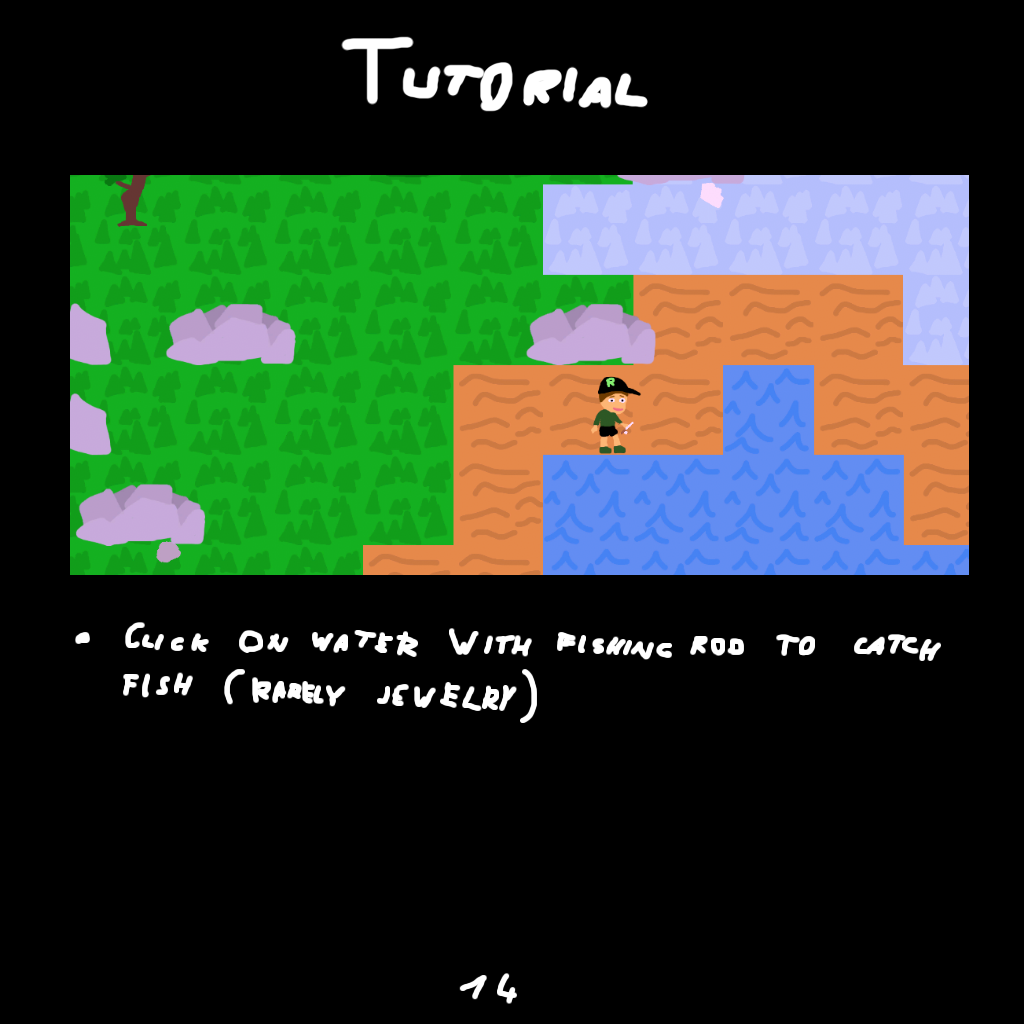 TUTORIAL
R
• CLICK ON WATER WITH FISHING ROD TO CATCH
FISH (RARELY JEWELRY)
14